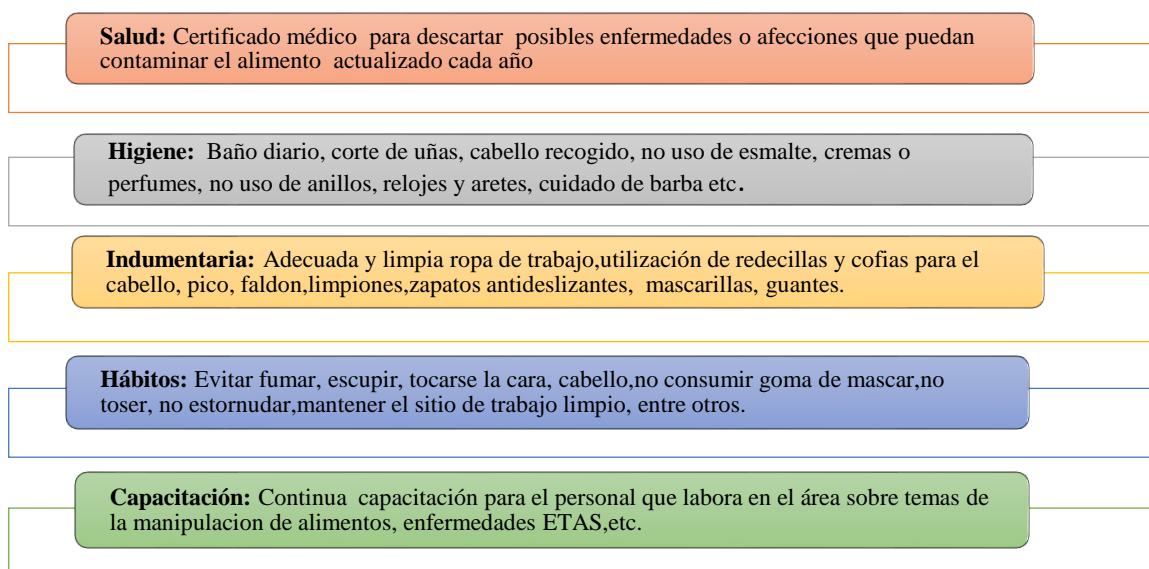 Salud: Certificado médico para descartar posibles enfermedades o afecciones que puedan
contaminar el alimento actualizado cada año
Higiene: Baño diario, corte de uñas, cabello recogido, no uso de esmalte, cremas o
perfumes, no uso de anillos, relojes y aretes, cuidado de barba etc.
Indumentaria: Adecuada y limpia ropa de trabajo,utilización de redecillas y cofias para el
cabello, pico, faldon,limpiones,zapatos antideslizantes, mascarillas, guantes.
Hábitos: Evitar fumar, escupir, tocarse la cara, cabello,no consumir goma de mascar,no
toser, no estornudar,mantener el sitio de trabajo limpio, entre otros.
Capacitación: Continua capacitación para el personal que labora en el área sobre temas de
la manipulacion de alimentos, enfermedades ETAS,etc.